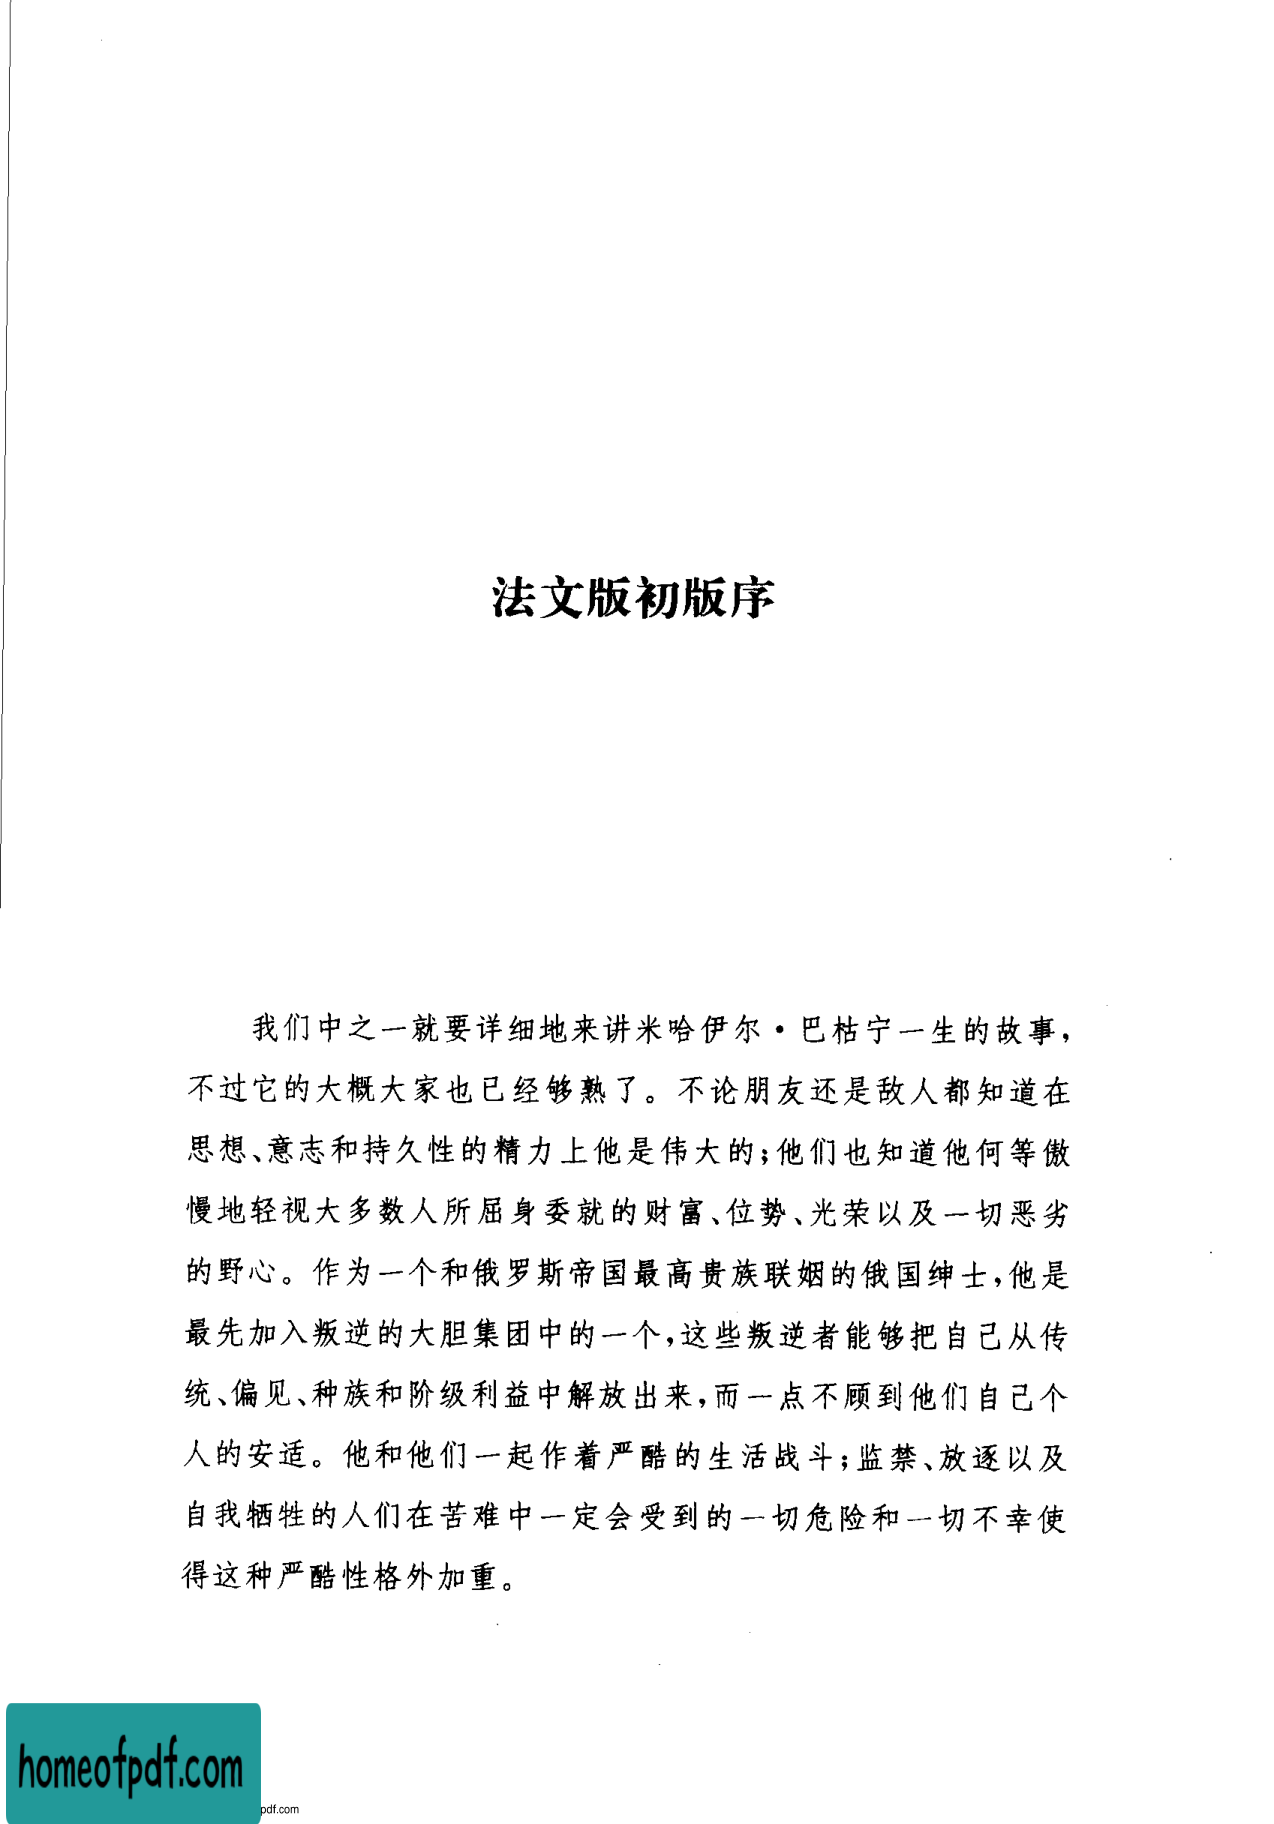 法文版初版序
我们中之一就要详细地来讲米哈伊尔·巴枯宁一生的故事，
不过它的大概大家也已经够熟了。不论朋友还是敌人都知道在
思想、意志和持久性的精力上他是伟大的；他们也知道他何等傲
慢地轻视大多数人所屈身委就的财富、位势、光荣以及一切恶劣
的野心。作为一个和俄罗斯帝国最高贵族联姻的俄国绅士，他是
最先加入叛逆的大胆集团中的一个，这些叛逆者能够把自己从传
统、偏见、种族和阶级利益中解放出来，而一点不顾到他们自己个
人的安适。他和他们一起作着严酷的生活战斗；监禁、放逐以及
自我牺牲的人们在苦难中一定会受到的一切危险和一切不幸使
得这种严酷性格外加重。
homeofpdf.com
pdf.com